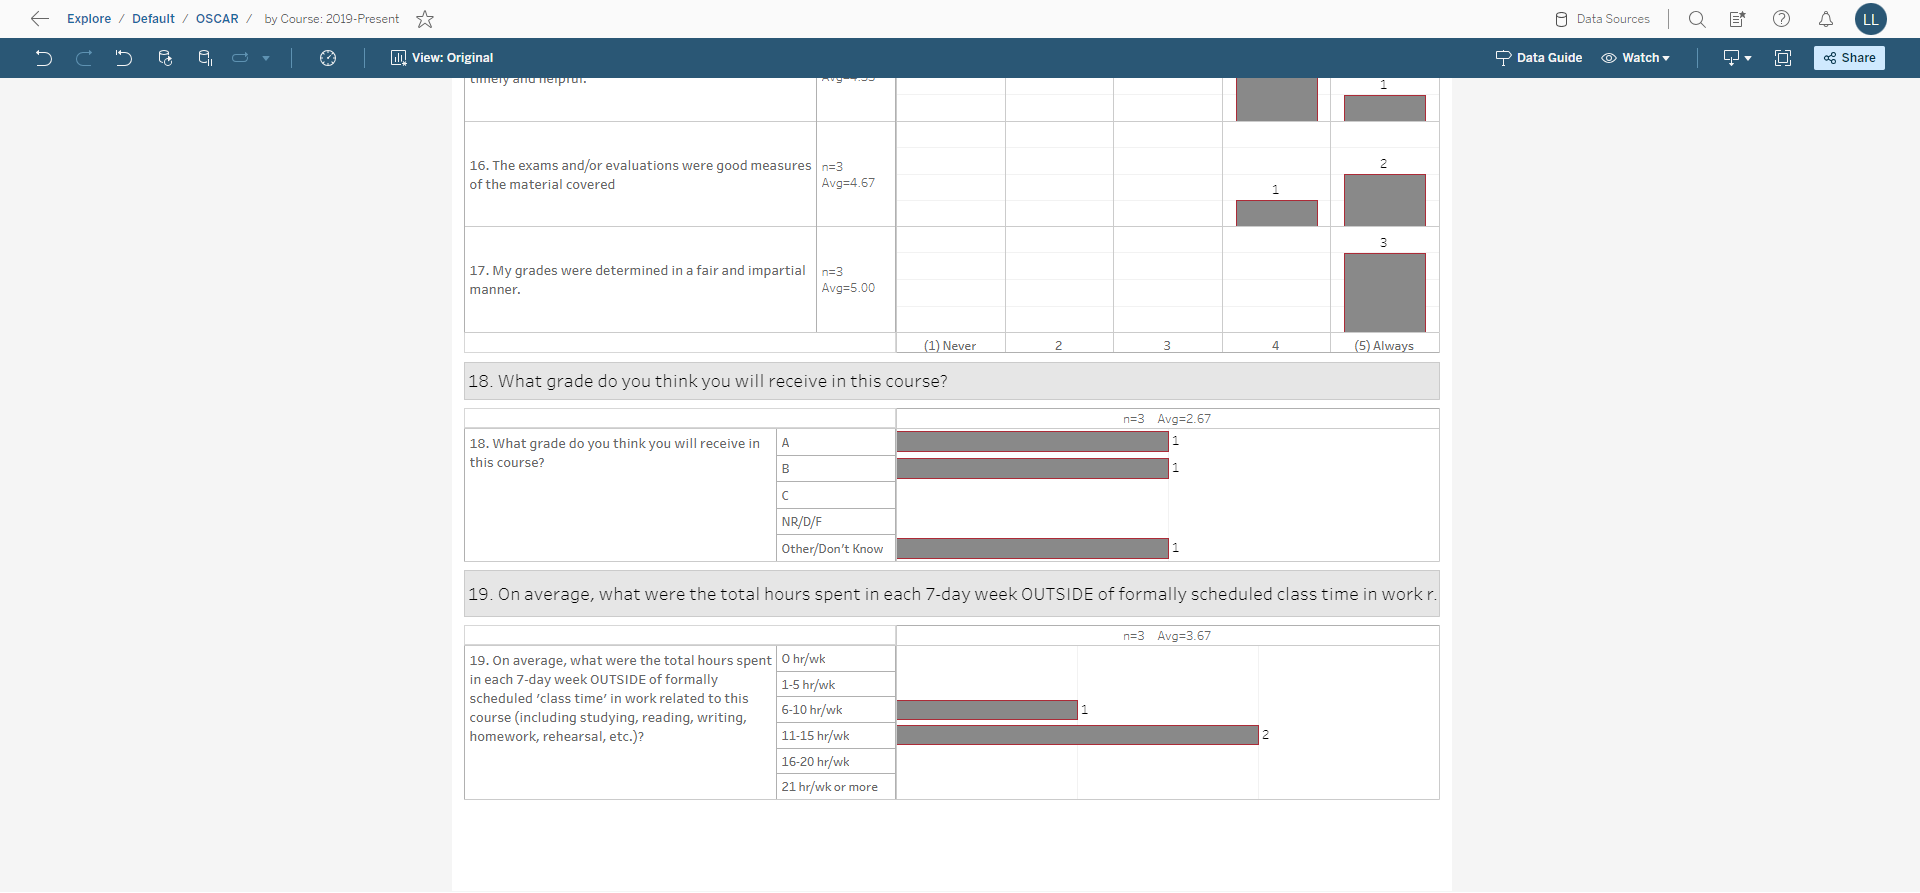 Explore / Default / OSCAR / by Course: 2019-Present
Data Sources
LL
View: Original
Data Guide
Watch
Share
timely and helpful.
Avg=4.33
1
16. The exams and/or evaluations were good measures
of the material covered
n=3
Avg=4.67
1
2
17. My grades were determined in a fair and impartial
manner.
n=3
Avg=5.00
3
(1) Never
2
3
4
(5) Always
18. What grade do you think you will receive in this course?
n=3 Avg=2.67
18. What grade do you think you will receive in
this course?
A
1
B
1
C
NR/D/F
Other/Don't Know
1
19. On average, what were the total hours spent in each 7-day week OUTSIDE of formally scheduled class time in work r.
n=3 Avg=3.67
19. On average, what were the total hours spent
in each 7-day week OUTSIDE of formally
scheduled 'class time' in work related to this
course (including studying, reading, writing,
homework, rehearsal, etc.)?
0 hr/wk
1-5 hr/wk
6-10 hr/wk
1
11-15 hr/wk
2
16-20 hr/wk
21 hr/wk or more